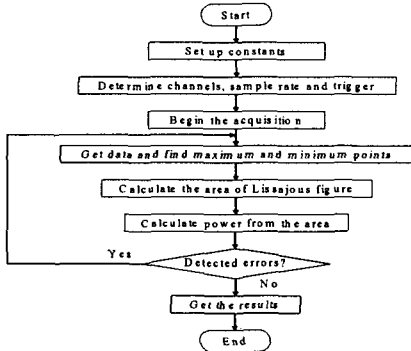 Start
Set up constants
Determine channels, sample rate and trigger
Begin the acquisition
Get data and find maximum and minimum points
Calculate the area of Lissajous figure
Calculate power from the area
Yes
Detected errors?
No
Get the results
End